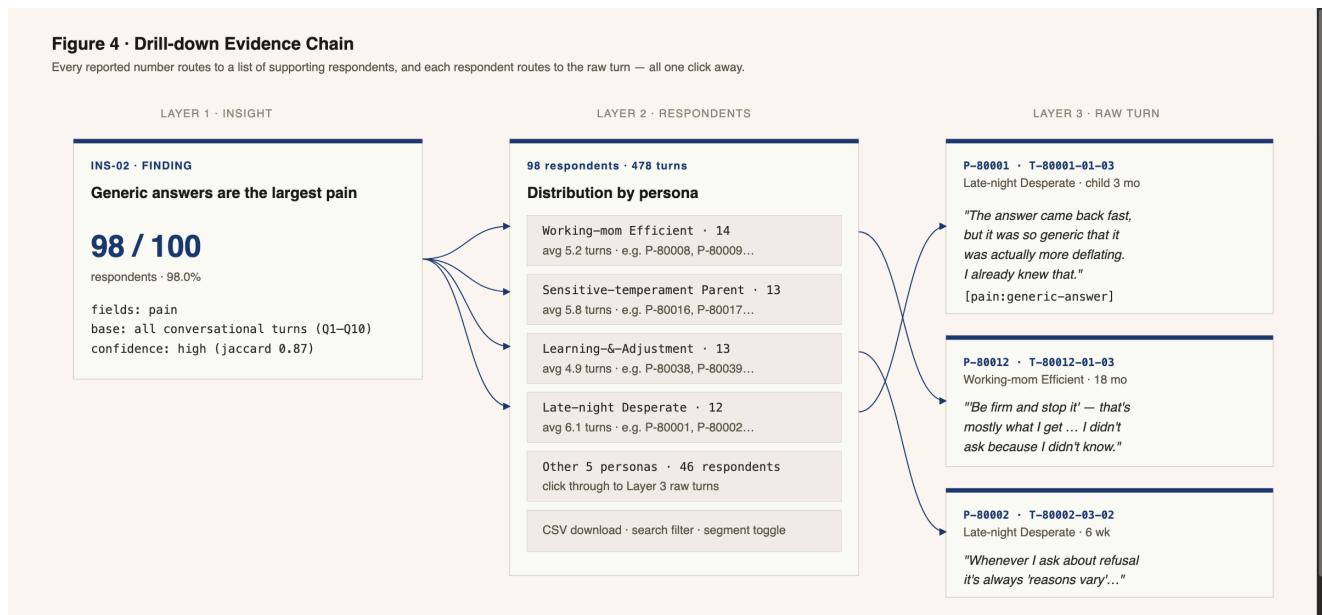 Figure 4 · Drill-down Evidence Chain
Every reported number routes to a list of supporting respondents, and each respondent routes to the raw turn — all one click away.
LAYER 1 · INSIGHT
INS-02 · FINDING
Generic answers are the largest pain
98 / 100
respondents · 98.0%
fields: pain
base: all conversational turns (Q1–Q10)
confidence: high (jaccard 0.87)
LAYER 2 · RESPONDENTS
98 respondents · 478 turns
Distribution by persona
Working-mom Efficient · 14
avg 5.2 turns · e.g. P-80008, P-80009…
Sensitive-temperament Parent · 13
avg 5.8 turns · e.g. P-80016, P-80017…
Learning-&-Adjustment · 13
avg 4.9 turns · e.g. P-80038, P-80039…
Late-night Desperate · 12
avg 6.1 turns · e.g. P-80001, P-80002…
Other 5 personas · 46 respondents
click through to Layer 3 raw turns
CSV download · search filter · segment toggle
LAYER 3 · RAW TURN
P-80001 · T-80001-01-03
Late-night Desperate · child 3 mo
"The answer came back fast,
but it was so generic that it
was actually more deflating.
I already knew that."
[pain:generic-answer]
P-80012 · T-80012-01-03
Working-mom Efficient · 18 mo
"'Be firm and stop it' — that's
mostly what I get … I didn't
ask because I didn't know."
P-80002 · T-80002-03-02
Late-night Desperate · 6 wk
"Whenever I ask about refusal
it's always 'reasons vary'…"